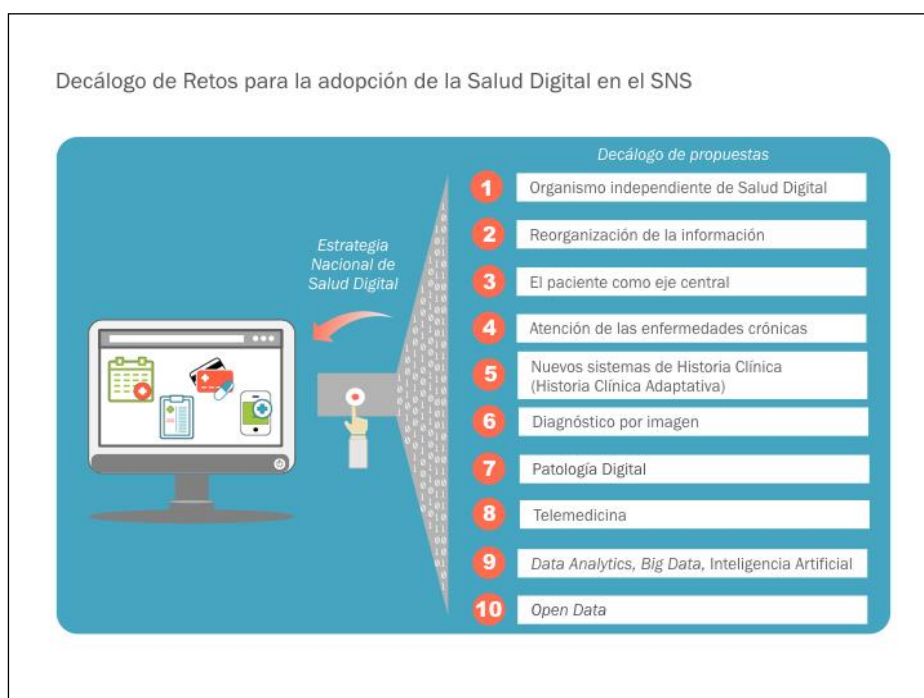 Decálogo de Retos para la adopción de la Salud Digital en el SNS
Decálogo de propuestas
Estrategia
Nacional de
Salud Digital
1 Organismo independiente de Salud Digital
2 Reorganización de la información
3 El paciente como eje central
4 Atención de las enfermedades crónicas
5 Nuevos sistemas de Historia Clínica
(Historia Clínica Adaptativa)
6 Diagnóstico por imagen
7 Patología Digital
8 Telemedicina
9 Data Analytics, Big Data, Inteligencia Artificial
10 Open Data